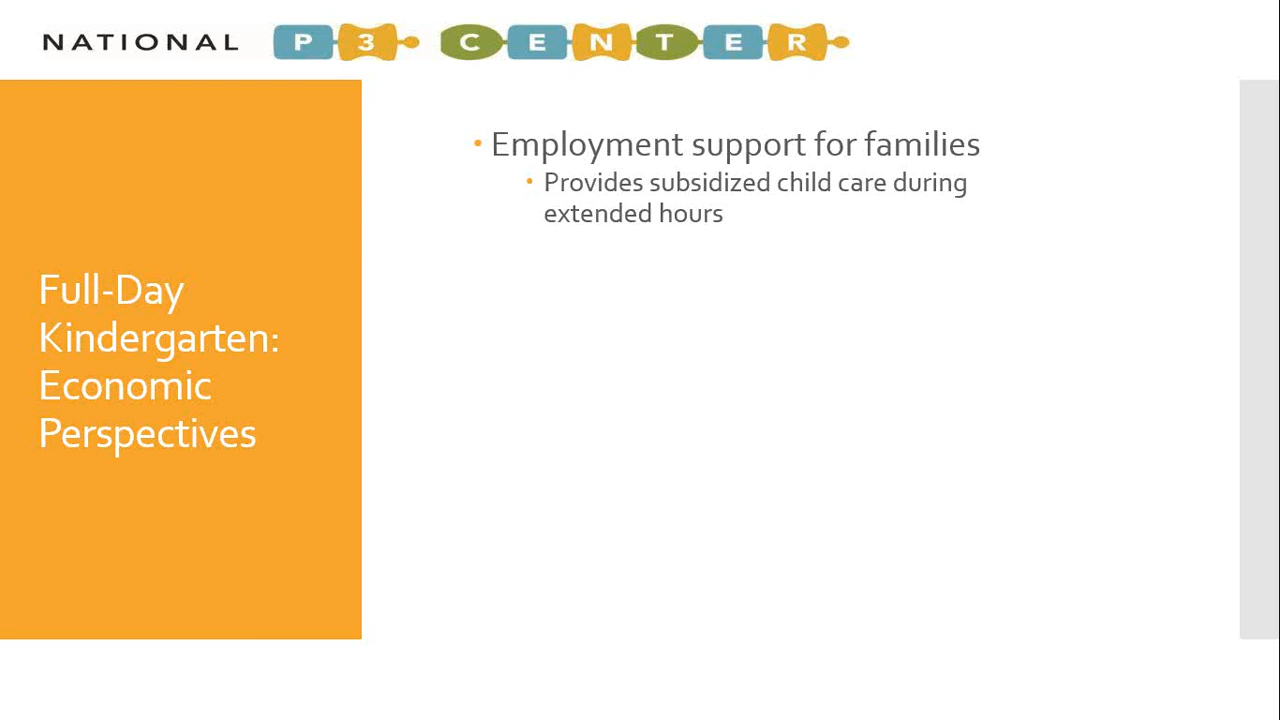 NATIONAL P3 CENTER
Full-Day
Kindergarten:
Economic
Perspectives
• Employment support for families
• Provides subsidized child care during
extended hours